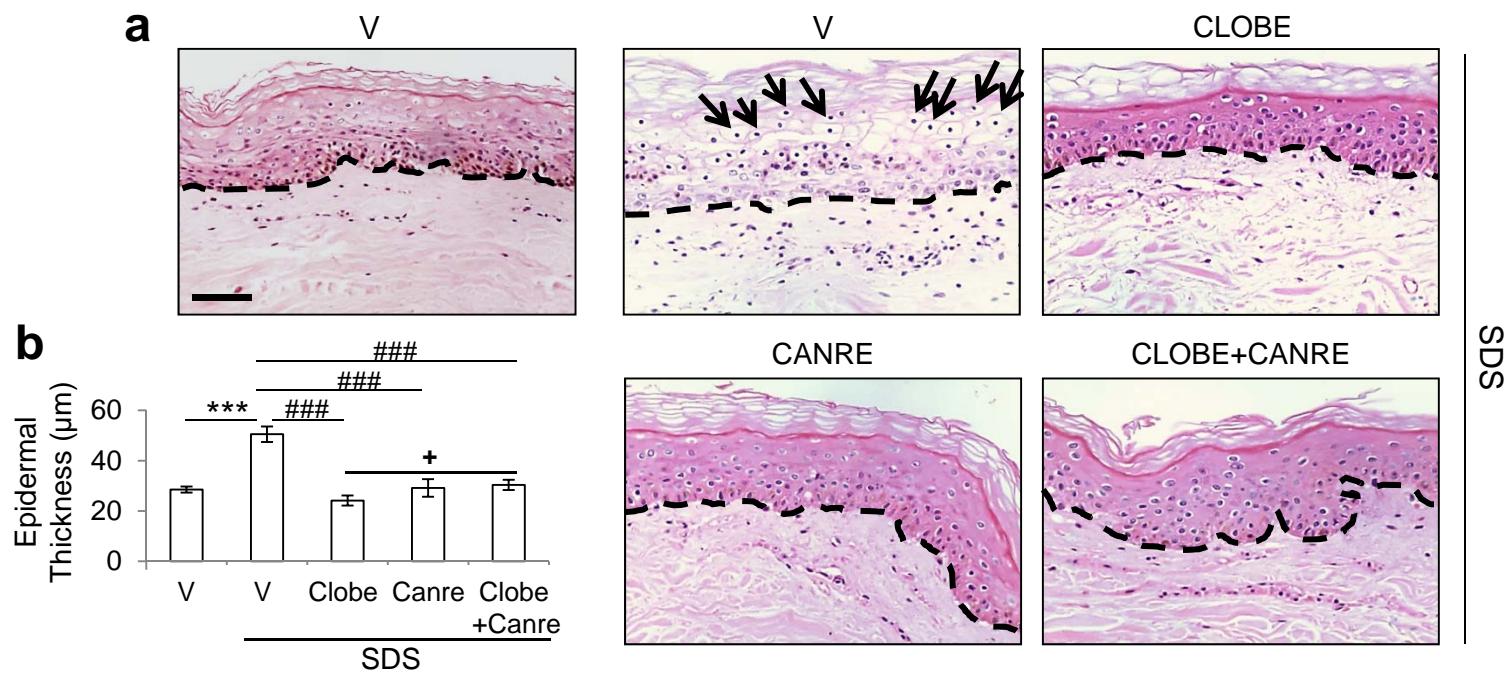 a
V
V
CLOBE
SDS
CANRE
CLOBE+CANRE
b
###
###
***
###
+
Epidermal
Thickness (µm)
60
40
20
0
V
V
Clobe
Canre
Clobe
+Canre
SDS